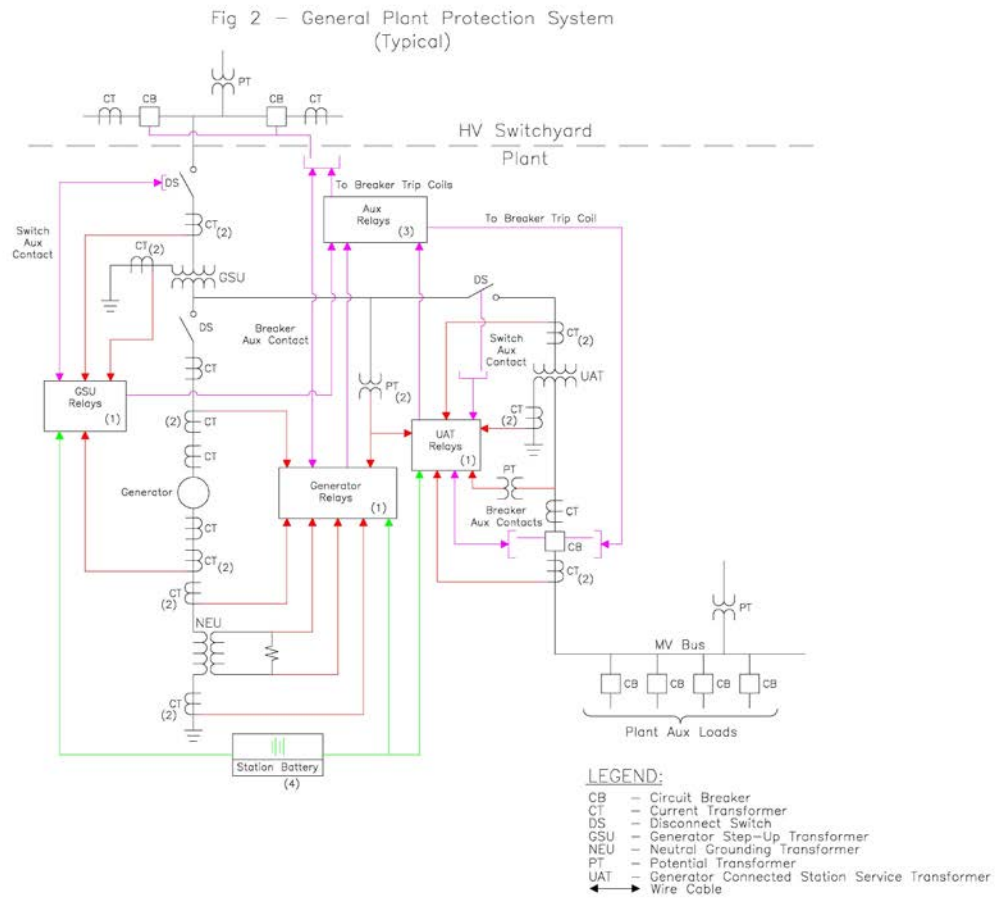 Fig 2 – General Plant Protection System
(Typical)
PT
CT
CB
CB
CT
HV Switchyard
Plant
DS
To Breaker Trip Coils
Aux
Relays
(3)
To Breaker Trip Coil
Switch
Aux
Contact
CT
(2)
CT
(2)
GSU
DS
DS
Breaker
Aux Contact
Switch
Aux
Contact
CT
(2)
CT
UAT
GSU
Relays
(1)
PT
(2)
CT
(2)
(2)
CT
UAT
Relays
(1)
CT
PT
Generator
Generator
Relays
(1)
Breaker
Aux Contacts
CT
CT
CB
CT
(2)
CT
(2)
CT
(2)
PT
NEU
MV Bus
CB
CB
CB
CB
CT
(2)
Plant Aux Loads
Station Battery
(4)
LEGEND:
CB – Circuit Breaker
CT – Current Transformer
DS – Disconnect Switch
GSU – Generator Step–Up Transformer
NEU – Neutral Grounding Transformer
PT – Potential Transformer
UAT – Generator Connected Station Service Transformer
Wire Cable